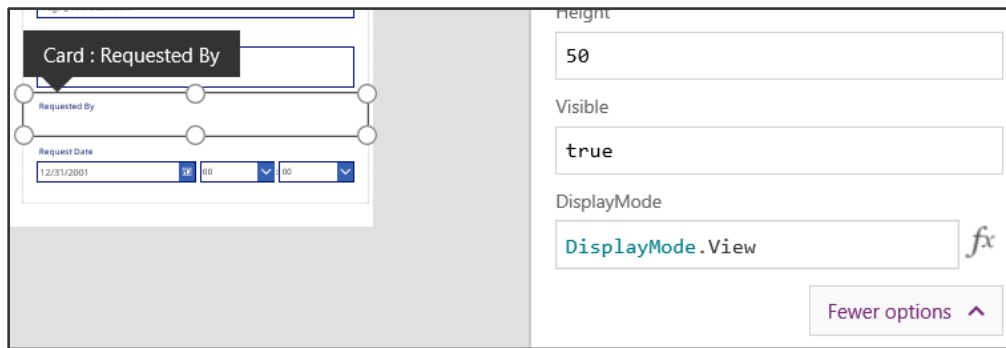 Height
50
Card : Requested By
Visible
Requested By
true
Request Date
12/31/2001
00
:
00
DisplayMode
DisplayMode.View
fx
Fewer options